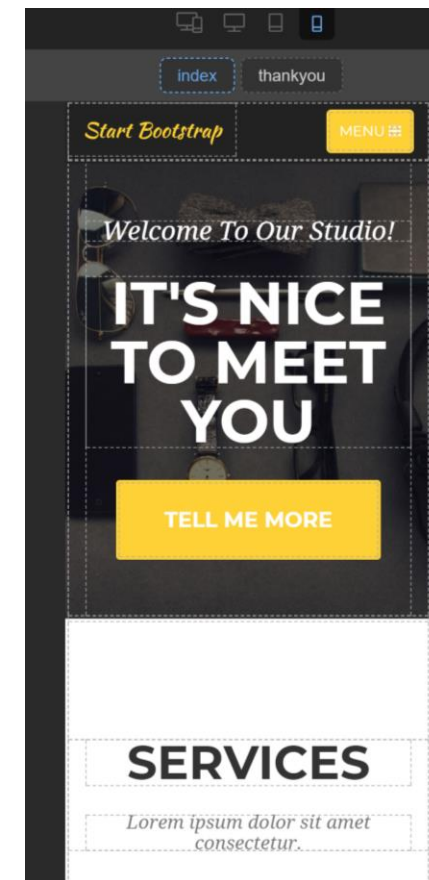 index thankyou
Start Bootstrap MENU
Welcome To Our Studio!
IT'S NICE
TO MEET
YOU
TELL ME MORE
SERVICES
Lorem ipsum dolor sit amet
consectetur.